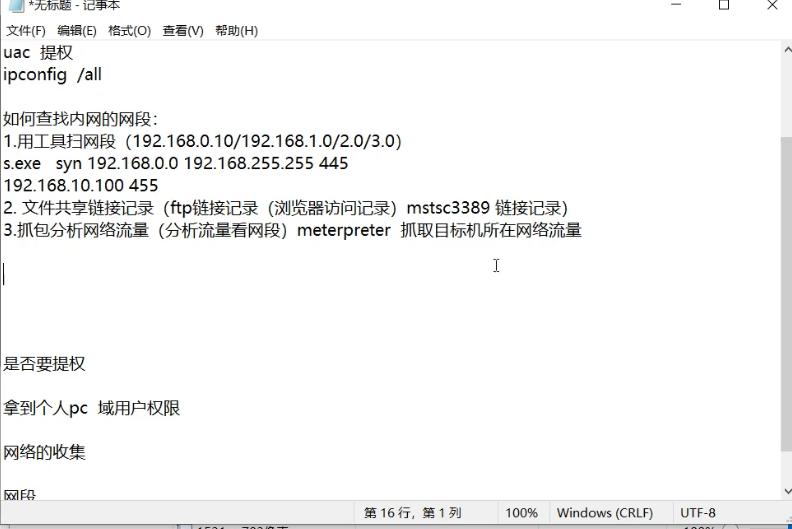 *无标题 - 记事本
文件(F) 编辑(E) 格式(O) 查看(V) 帮助(H)
uac 提权
ipconfig /all
如何查找内网的网段：
1.用工具扫网段（192.168.0.10/192.168.1.0/2.0/3.0）
s.exe syn 192.168.0.0 192.168.255.255 445
192.168.10.100 455
2. 文件共享链接记录（ftp链接记录（浏览器访问记录）mstsc3389 链接记录）
3.抓包分析网络流量（分析流量看网段）meterpreter 抓取目标机所在网络流量
是否要提权
拿到个人pc 域用户权限
网络的收集
网段
第 16 行，第 1 列 100% Windows (CRLF) UTF-8